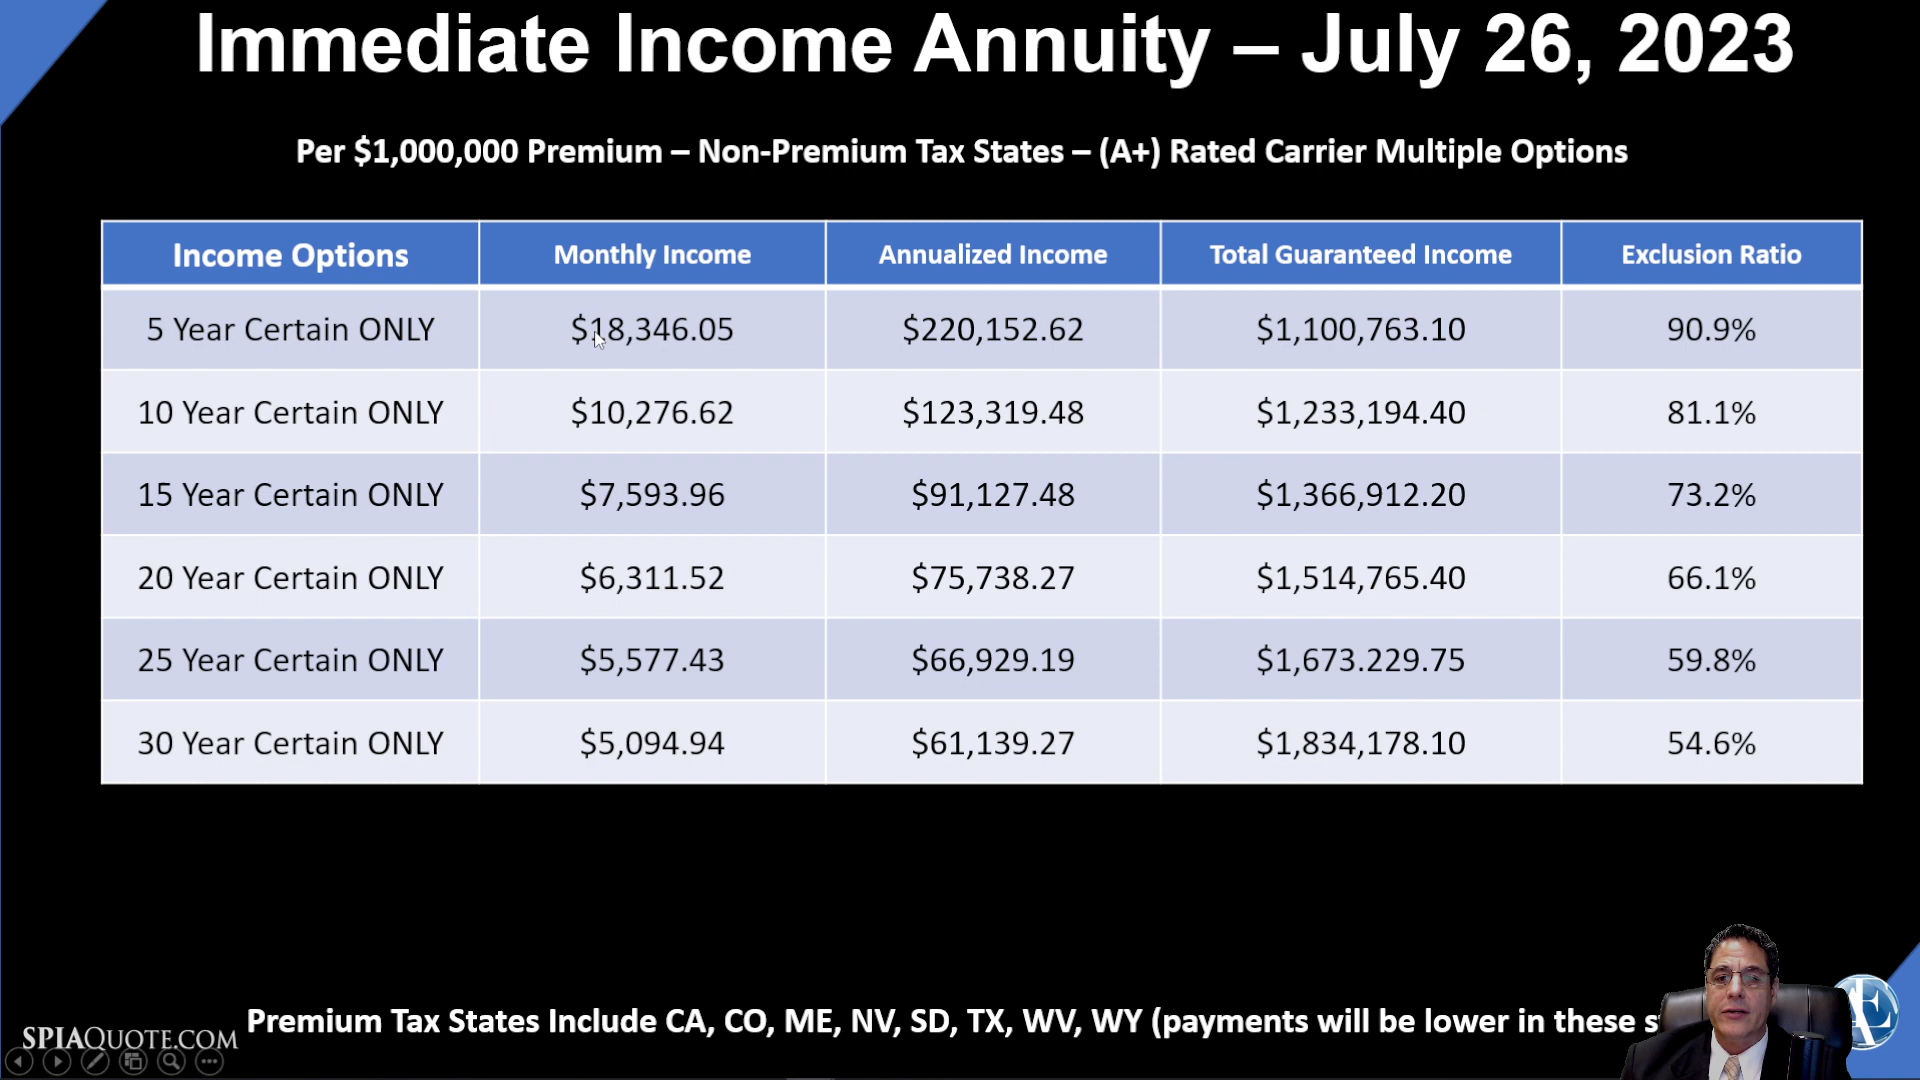 Immediate Income Annuity – July 26, 2023
Per $1,000,000 Premium – Non-Premium Tax States – (A+) Rated Carrier Multiple Options
Income Options Monthly Income Annualized Income Total Guaranteed Income Exclusion Ratio
5 Year Certain ONLY $18,346.05 $220,152.62 $1,100,763.10 90.9%
10 Year Certain ONLY $10,276.62 $123,319.48 $1,233,194.40 81.1%
15 Year Certain ONLY $7,593.96 $91,127.48 $1,366,912.20 73.2%
20 Year Certain ONLY $6,311.52 $75,738.27 $1,514,765.40 66.1%
25 Year Certain ONLY $5,577.43 $66,929.19 $1,673.229.75 59.8%
30 Year Certain ONLY $5,094.94 $61,139.27 $1,834,178.10 54.6%
Premium Tax States Include CA, CO, ME, NV, SD, TX, WV, WY (payments will be lower in these
SPIAQUOTE.COM